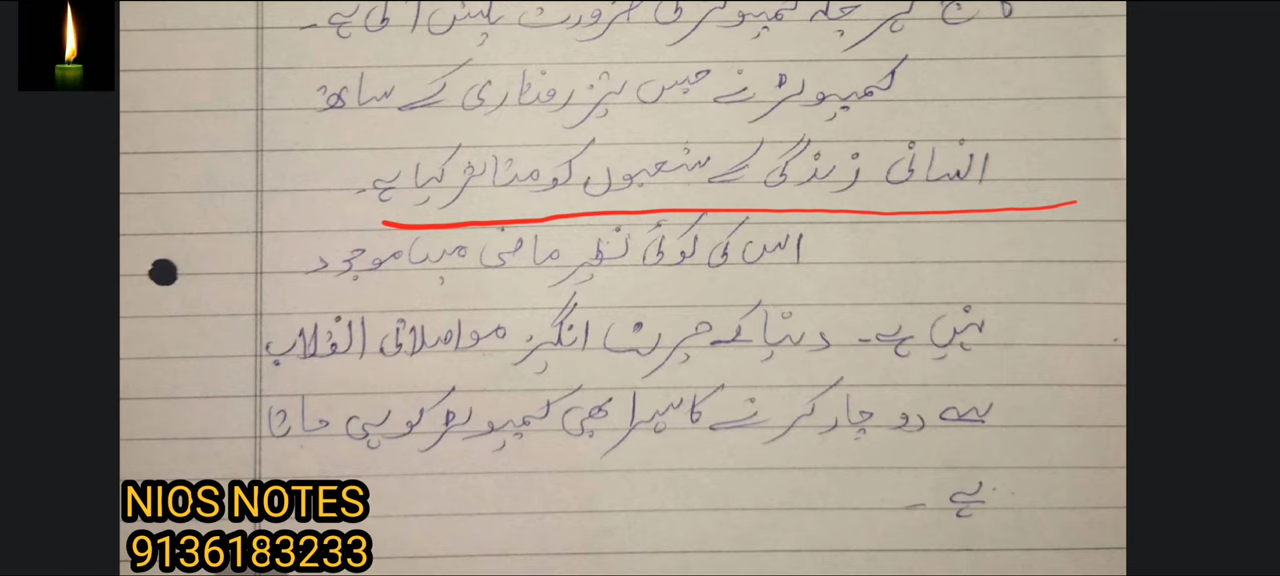 ہر جگہ کمپیوٹر کی ضرورت پیش آتی ہے۔
کمپیوٹر نے جس تیز رفتاری کے ساتھ
انسانی زندگی کے شعبوں کو متاثر کیا ہے۔
اس کی کوئی نظیر ماضی میں موجود
نہیں ہے۔ دنیا کے حیرت انگیز مواصلاتی انقلاب
سے دو چار کرنے کا سہرا بھی کمپیوٹر کو ہی جاتا
ہے۔
NIOS NOTES
9136183233